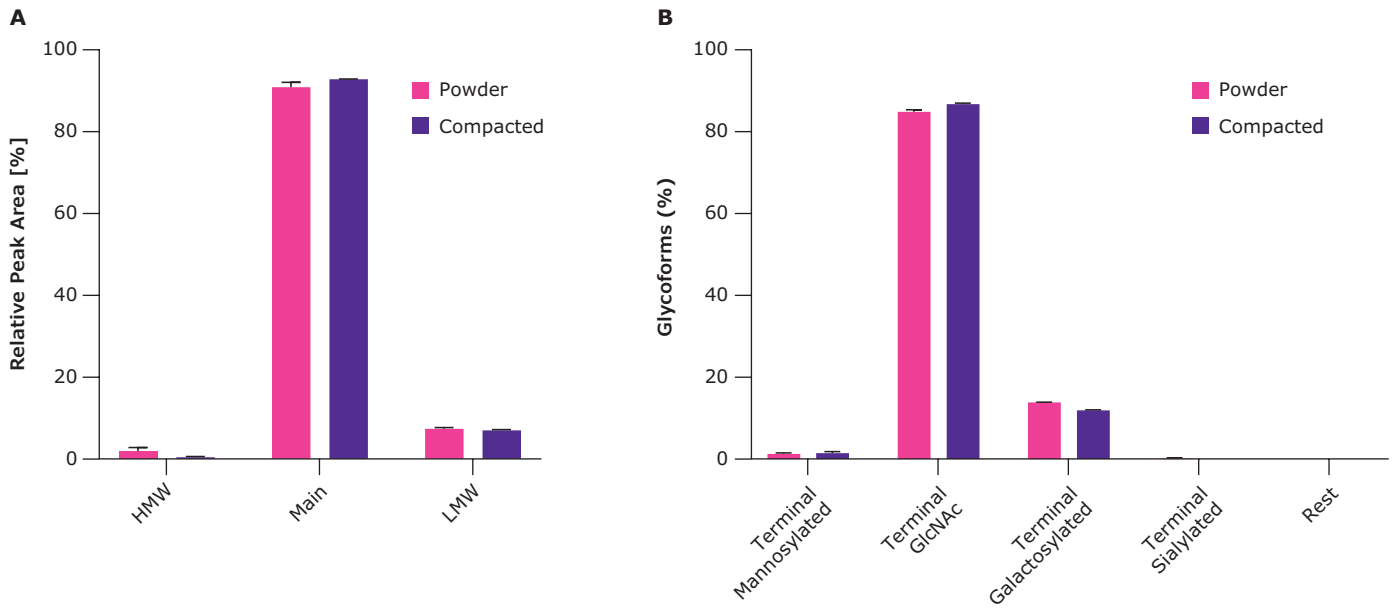 A
Relative Peak Area [%]
100
80
60
40
20
0
Powder
Compacted
HMW
Main
LMW
B
Glycoforms (%)
100
80
60
40
20
0
Powder
Compacted
Terminal
Mannosylated
Terminal
GlcNAc
Terminal
Galactosylated
Terminal
Sialylated
Rest